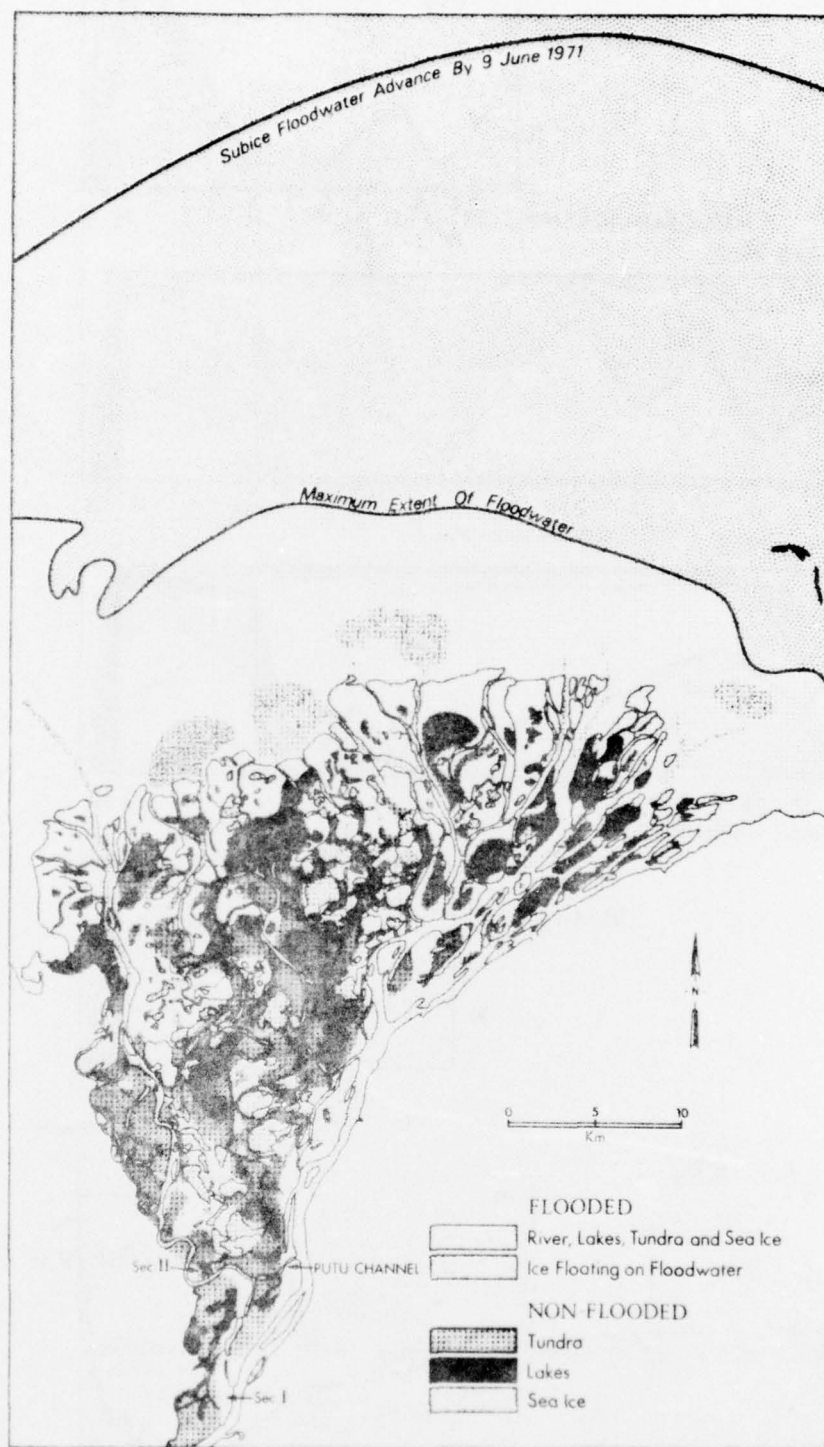 Subice Floodwater Advance By 9 June 1971
Maximum Extent Of Floodwater
N
0 5 10
Km
FLOODED
River, Lakes, Tundra and Sea Ice
Ice Floating on Floodwater
Sec II
PUTU CHANNEL
NON FLOODED
Tundra
Lakes
Sec I
Sea Ice